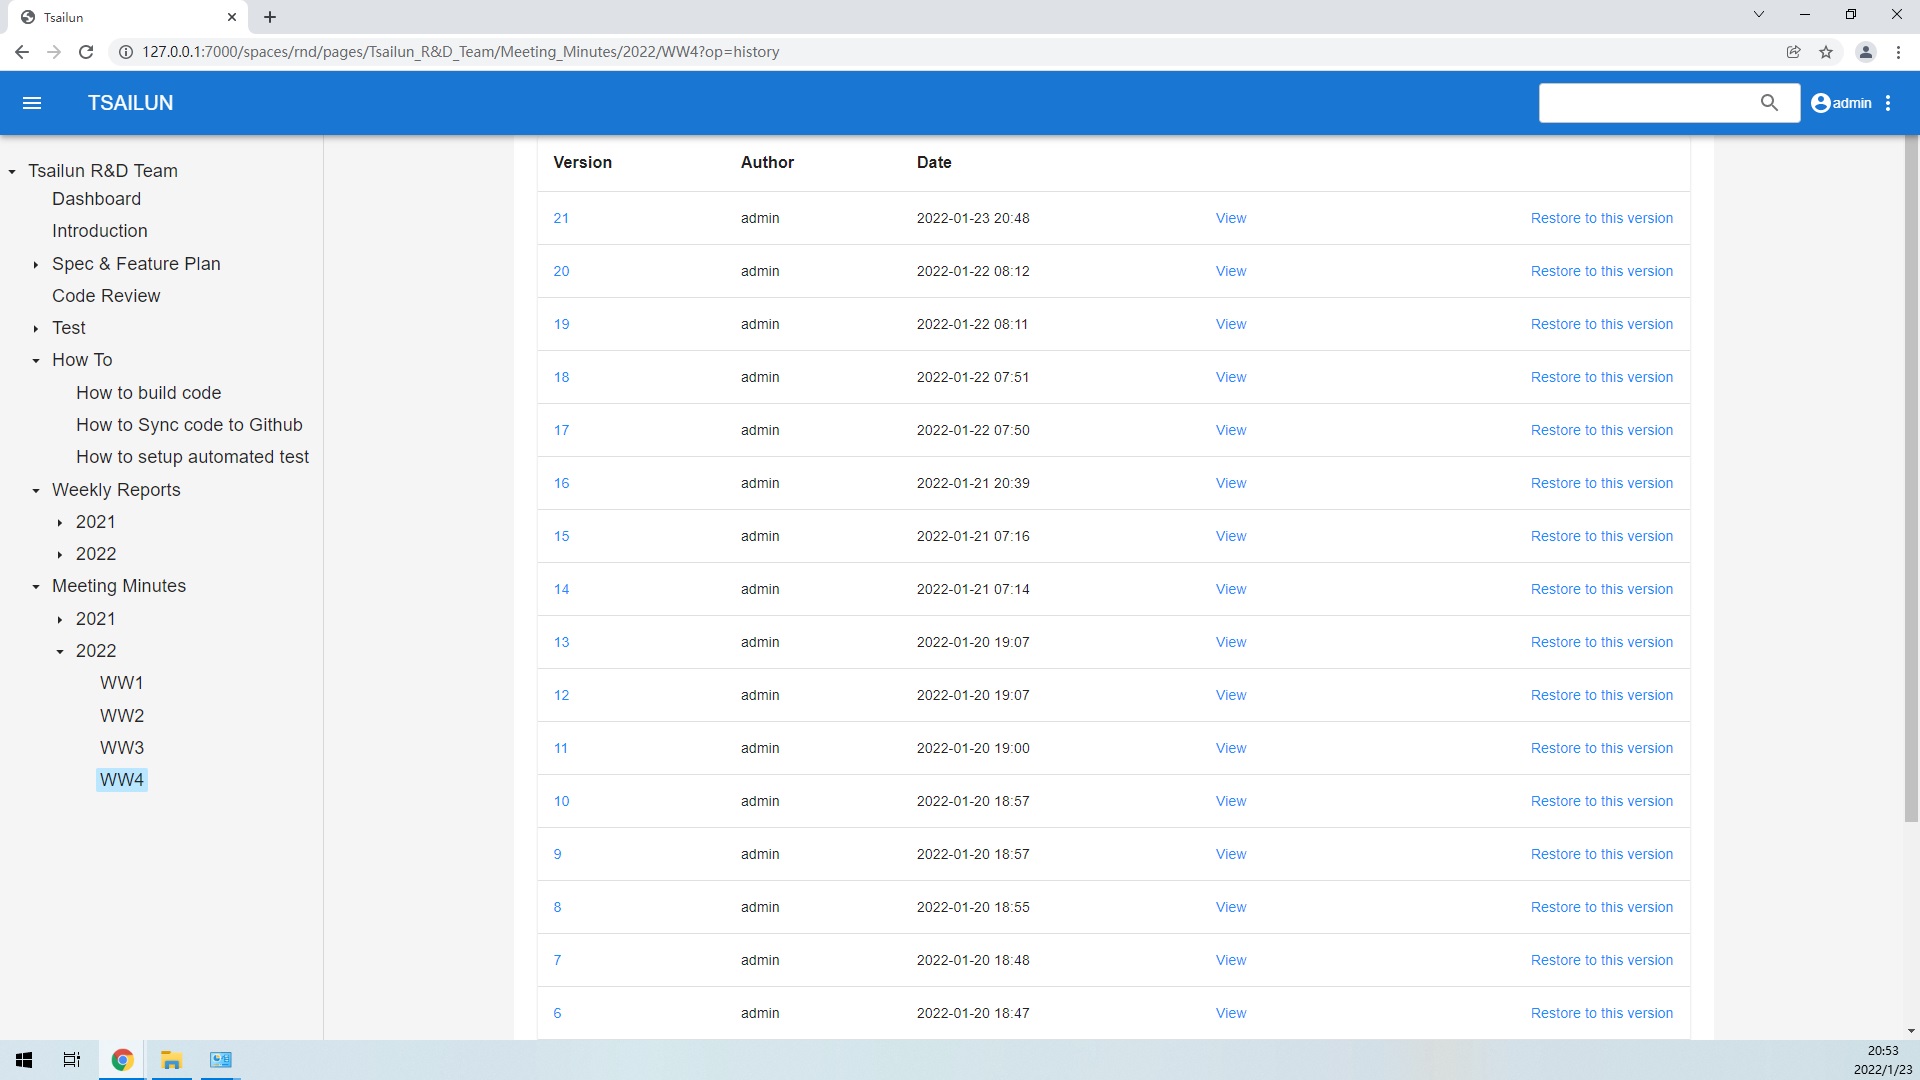 Tsailun
127.0.0.1:7000/spaces/rnd/pages/Tsailun_R&D_Team/Meeting_Minutes/2022/WW4?op=history
TSAILUN
admin
Tsailun R&D Team
Dashboard
Introduction
Spec & Feature Plan
Code Review
Test
How To
How to build code
How to Sync code to Github
How to setup automated test
Weekly Reports
2021
2022
Meeting Minutes
2021
2022
WW1
WW2
WW3
WW4
Version Author Date
21 admin 2022-01-23 20:48 View Restore to this version
20 admin 2022-01-22 08:12 View Restore to this version
19 admin 2022-01-22 08:11 View Restore to this version
18 admin 2022-01-22 07:51 View Restore to this version
17 admin 2022-01-22 07:50 View Restore to this version
16 admin 2022-01-21 20:39 View Restore to this version
15 admin 2022-01-21 07:16 View Restore to this version
14 admin 2022-01-21 07:14 View Restore to this version
13 admin 2022-01-20 19:07 View Restore to this version
12 admin 2022-01-20 19:07 View Restore to this version
11 admin 2022-01-20 19:00 View Restore to this version
10 admin 2022-01-20 18:57 View Restore to this version
9 admin 2022-01-20 18:57 View Restore to this version
8 admin 2022-01-20 18:55 View Restore to this version
7 admin 2022-01-20 18:48 View Restore to this version
6 admin 2022-01-20 18:47 View Restore to this version
20:53
2022/1/23